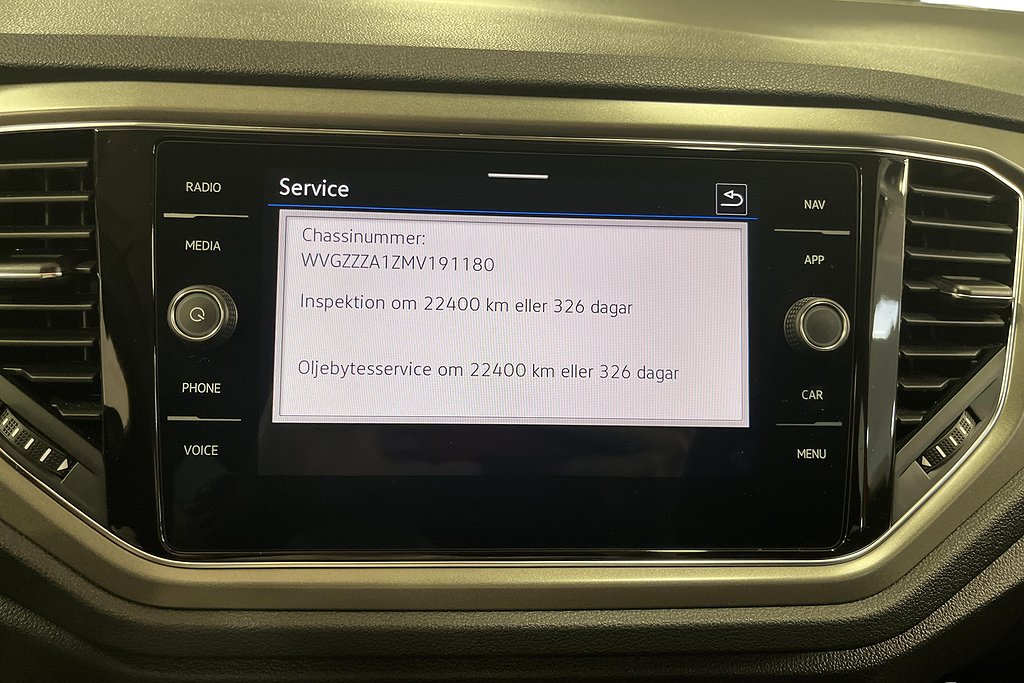 RADIO
MEDIA
PHONE
VOICE
Service
Chassinummer:
WVGZZZA1ZMV191180
Inspektion om 22400 km eller 326 dagar
Oljebytesservice om 22400 km eller 326 dagar
NAV
APP
CAR
MENU